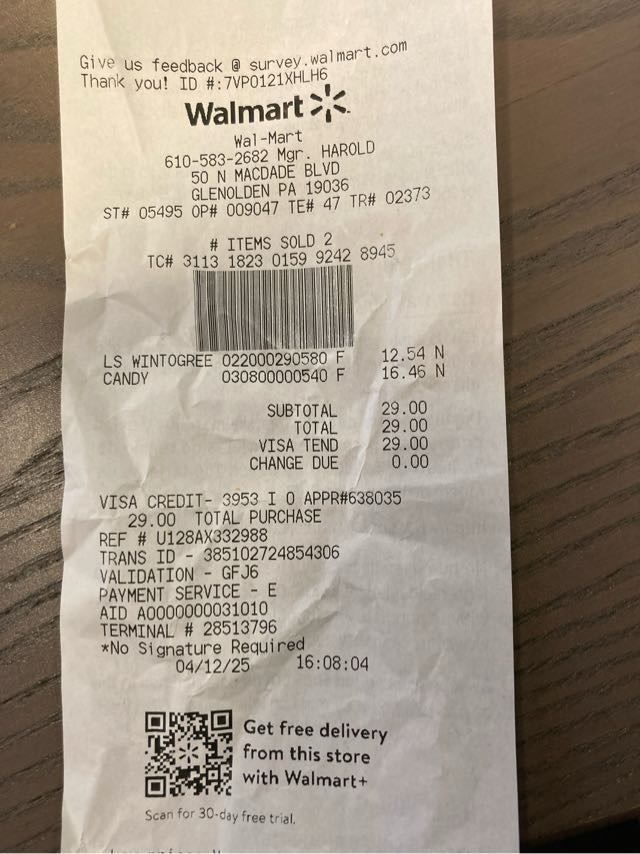 Give us feedback @ survey.walmart.com
Thank you! ID #:7VP0121XHLH6
Walmart
Wal-Mart
610-583-2682 Mgr. HAROLD
50 N MACDADE BLVD
GLENOLDEN PA 19036
ST# 05495 OP# 009047 TE# 47 TR# 02373
# ITEMS SOLD 2
TC# 3113 1823 0159 9242 8945
LS WINTOGREE 022000290580 F 12.54 N
CANDY 030800000540 F 16.46 N
SUBTOTAL 29.00
TOTAL 29.00
VISA TEND 29.00
CHANGE DUE 0.00
VISA CREDIT- 3953 I 0 APPR#638035
29.00 TOTAL PURCHASE
REF # U128AX332988
TRANS ID - 385102724854306
VALIDATION - GFJ6
PAYMENT SERVICE - E
AID A0000000031010
TERMINAL # 28513796
*No Signature Required
04/12/25 16:08:04
Get free delivery
from this store
with Walmart+
Scan for 30-day free trial.